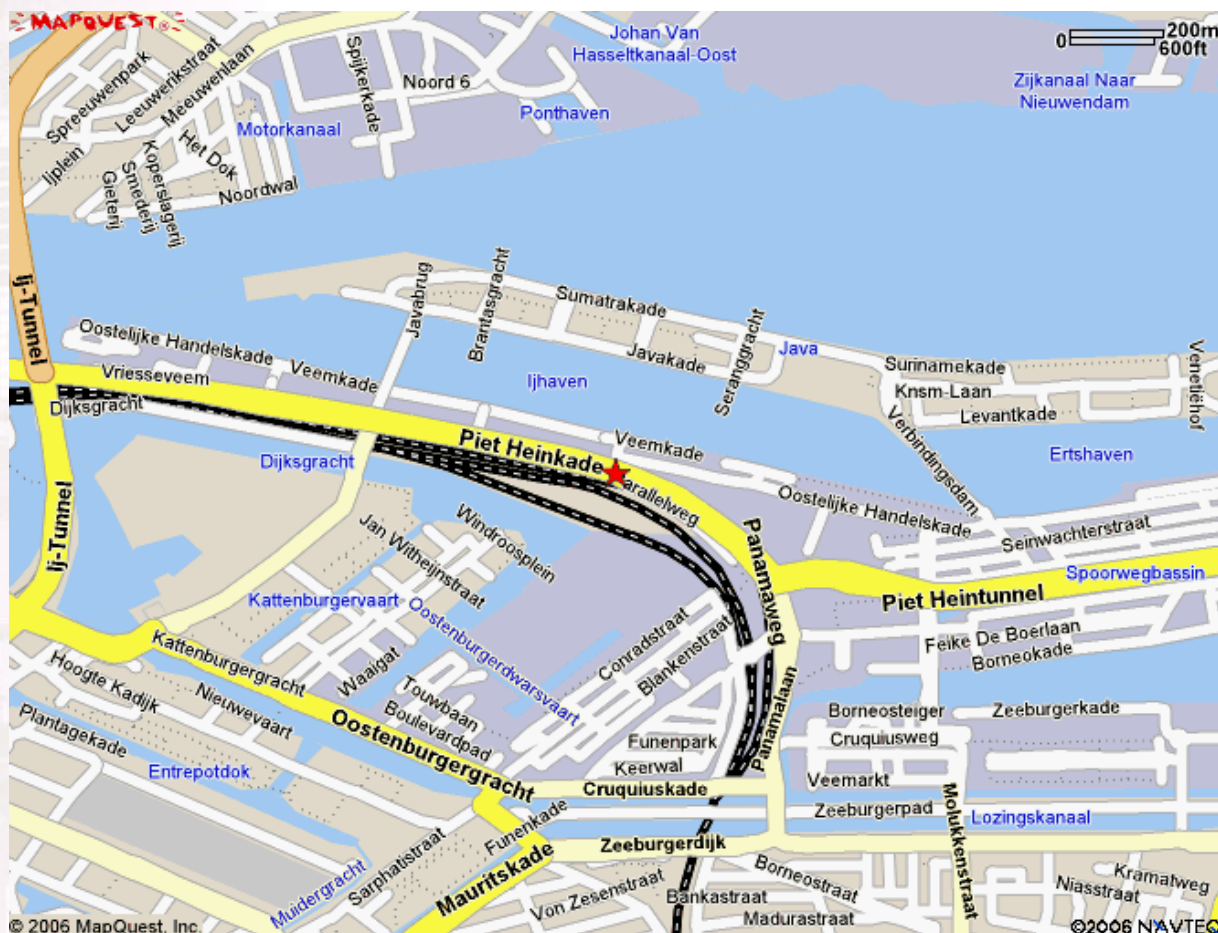 MAPQUEST®
0 200m
600ft
Johan Van
Hasseltkanaal-Oost
Zijkanaal Naar
Nieuwendam
Spreeuwenpark
Leeuwerikstraat
Meeuwenlaan
Spijkerkade
Noord 6
Ponthaven
Motorkanaal
Het Dok
Ijplein
Koperslagerij
Smederij
Gieterij
Noordwal
Ij-Tunnel
Javabrug
Brantasgracht
Sumatrakade
Oostelijke Handelskade
Javakade
Seranggracht
Java
Surinamekade
Venetiëhof
Vriesseveem
Veemkade
Ijhaven
Knsm-Laan
Levantkade
Dijksgracht
Verbindingsdam
Piet Heinkade
Veemkade
Dijksgracht
Ertshaven
Parallelweg
Oostelijke Handelskade
Ij-Tunnel
Windroosplein
Jan Witheijnstraat
Panamaweg
Seinwachterstraat
Spoorwegbassin
Kattenburgervaart
Oostenburgerdwarsvaart
Piet Heintunnel
Conradstraat
Blankenstraat
Feike De Boerlaan
Borneokade
Kattenburgergracht
Waaigat
Hoogte Kadijk
Nieuwevaart
Touwbaan
Boulevardpad
Panamalaan
Borneosteiger
Zeeburgerkade
Plantagekade
Oostenburgergracht
Funenpark
Cruquiusweg
Entrepotdok
Keerwal
Veemarkt
Cruquiuskade
Molukkenstraat
Zeeburgerpad
Lozingskanaal
Funenkade
Sarphatistraat
Zeeburgerdijk
Muidergracht
Mauritskade
Von Zesenstraat
Borneostraat
Bankastraat
Kramatweg
Niasstraat
Madurastraat
© 2006 MapQuest, Inc.
©2006 NAVTEQ